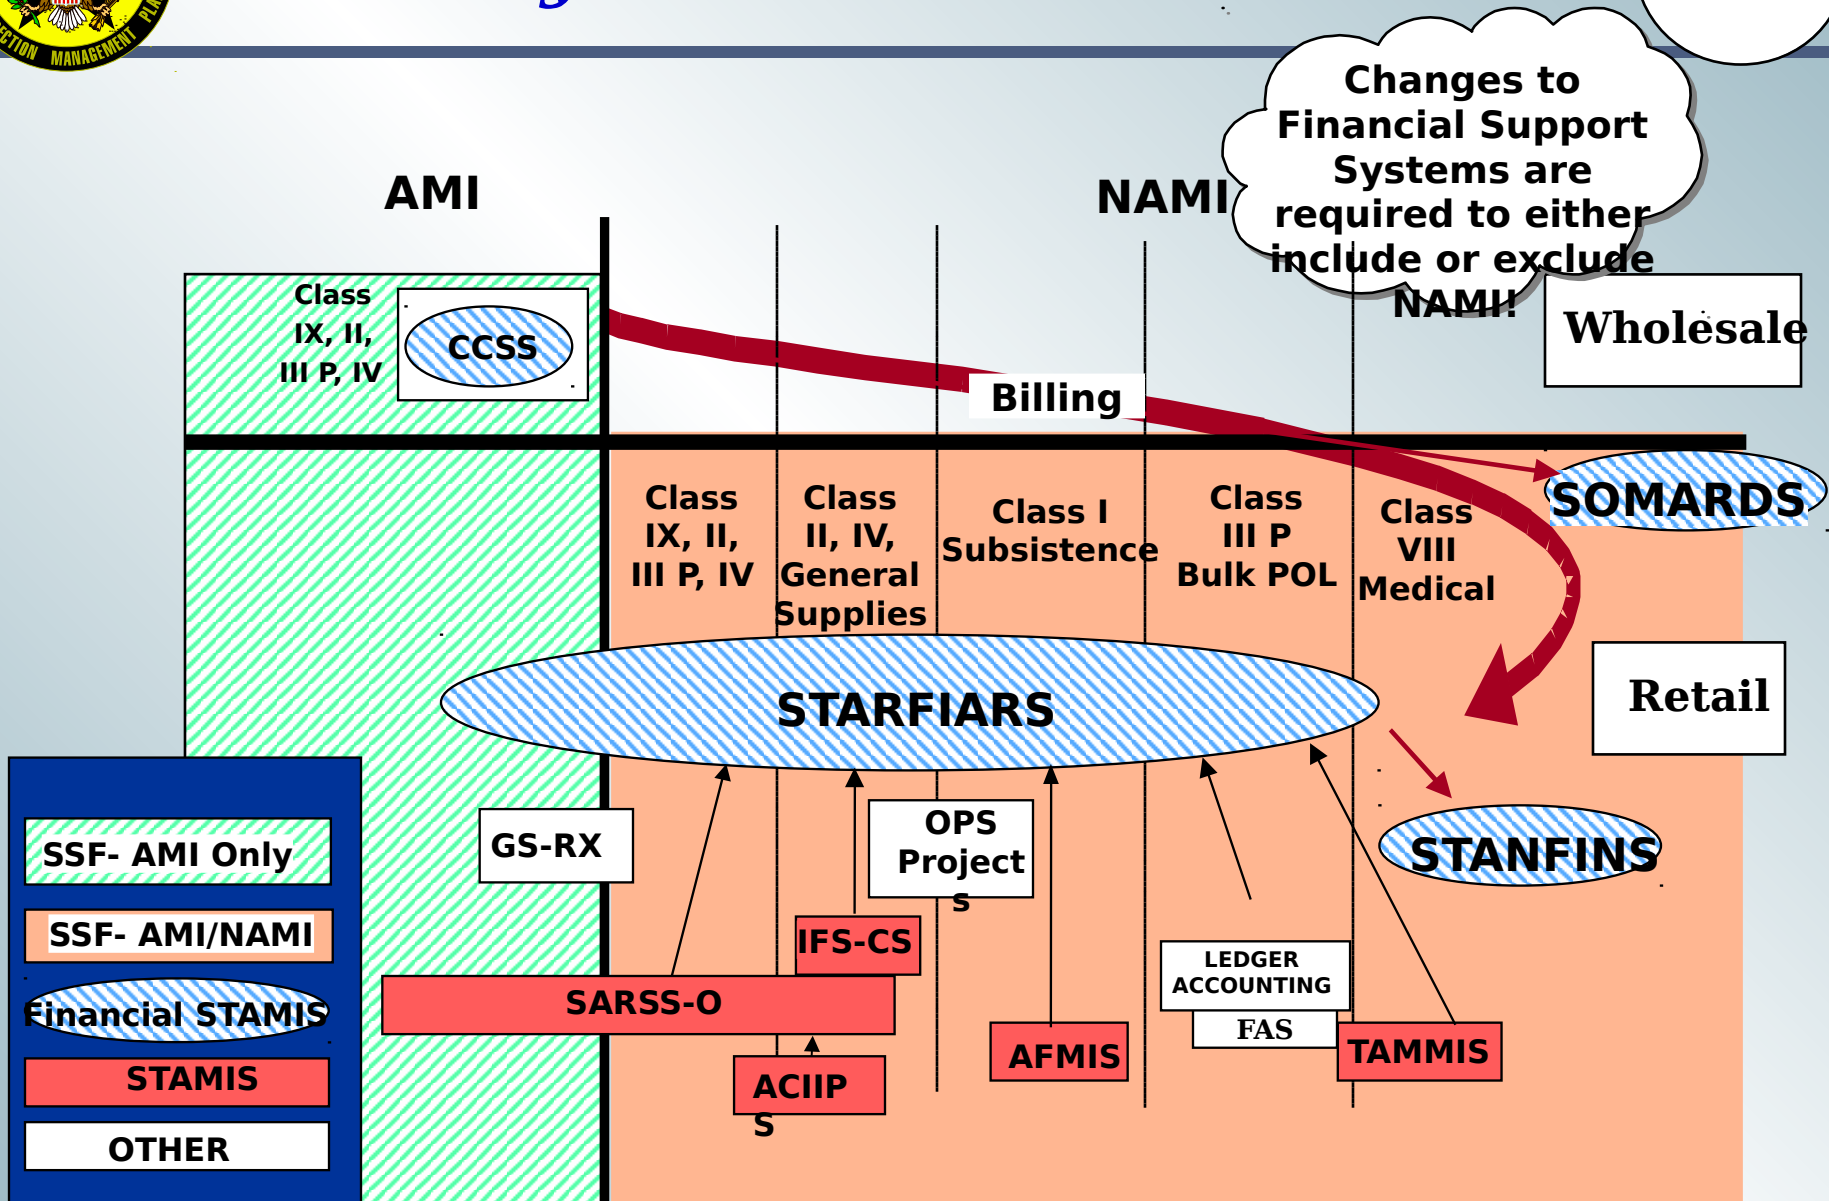 MANAGEMENT
Changes to
Financial Support
Systems are
required to either
include or exclude
NAMI!
AMI
NAMI
Class
IX, II,
III P, IV
CCSS
Wholesale
Billing
SOMARDS
Class
IX, II,
III P, IV
Class
II, IV,
General
Supplies
Class I
Subsistence
Class
III P
Bulk POL
Class
VIII
Medical
STARFIARS
Retail
GS-RX
OPS
Project
s
STANFINS
IFS-CS
SARSS-O
ACIIP
S
AFMIS
LEDGER
ACCOUNTING
FAS
TAMMIS
SSF- AMI Only
SSF- AMI/NAMI
Financial STAMIS
STAMIS
OTHER